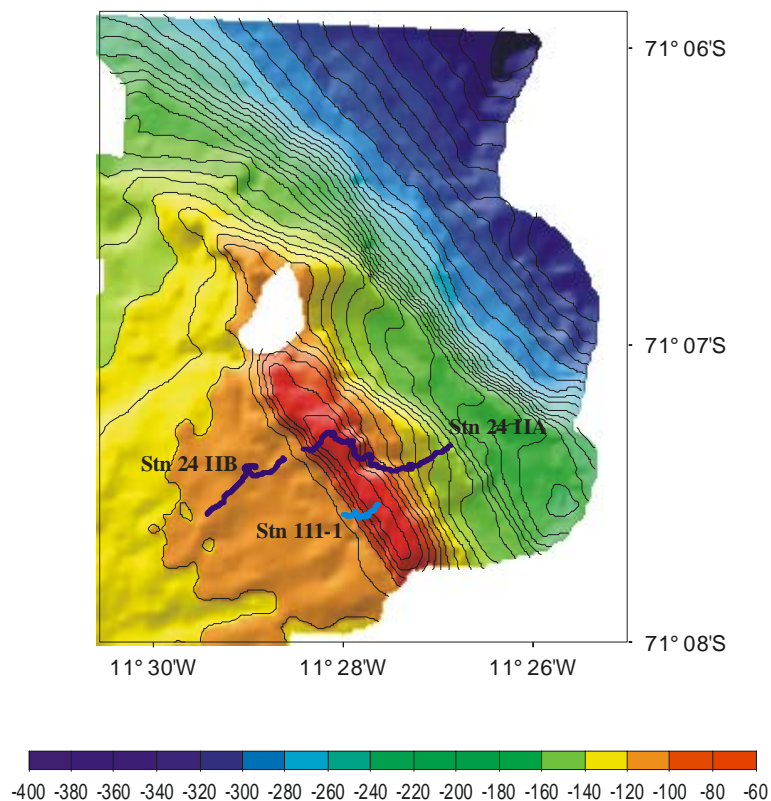 71° 06'S
71° 07'S
Stn 24 IIA
Stn 24 IIB
Stn 111-1
71° 08'S
11° 30'W 11° 28'W 11° 26'W
-400 -380 -360 -340 -320 -300 -280 -260 -240 -220 -200 -180 -160 -140 -120 -100 -80 -60